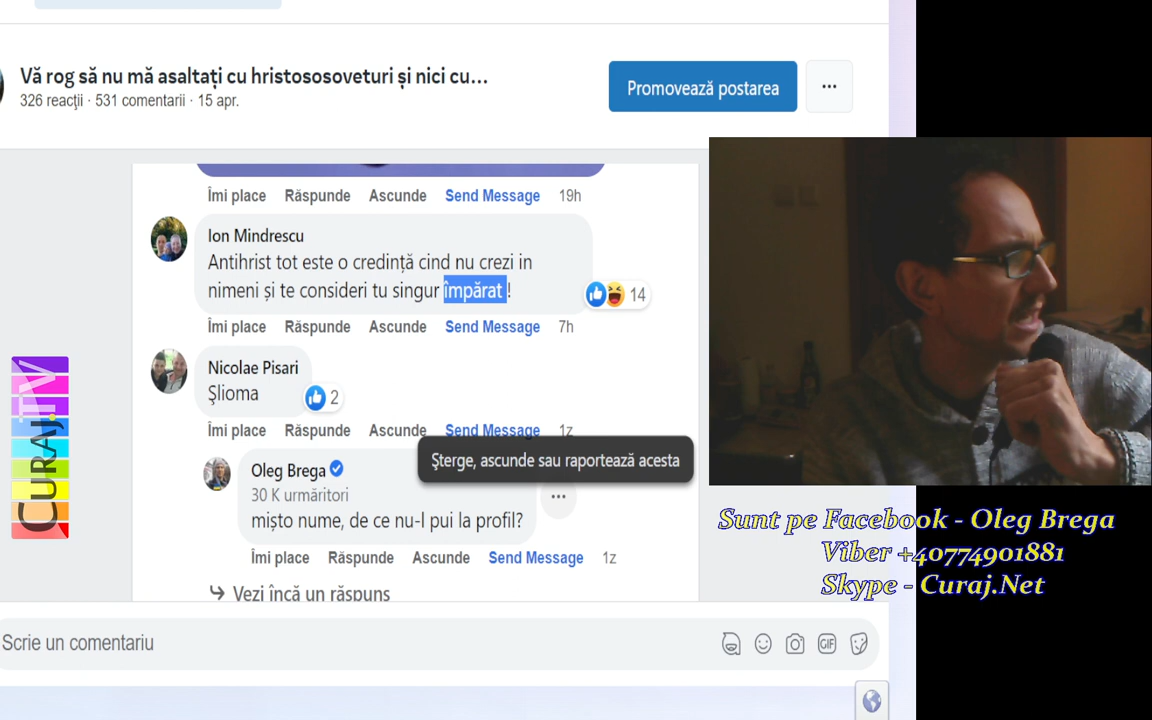 Vă rog să nu mă asaltați cu hristososoveturi și nici cu...
326 reacții · 531 comentarii · 15 apr.
Promovează postarea
Îmi place Răspunde Ascunde Send Message 19h
Ion Mindrescu
Antihrist tot este o credință cind nu crezi in
nimeni și te consideri tu singur împărat !
14
Îmi place Răspunde Ascunde Send Message 7h
Nicolae Pisari
Șlioma
2
Îmi place Răspunde Ascunde Send Message 1z
Șterge, ascunde sau raportează acesta
Oleg Brega
30 K urmăritori
mișto nume, de ce nu-l pui la profil?
Îmi place Răspunde Ascunde Send Message 1z
Vezi încă un răspuns
Scrie un comentariu
GIF
CURAJ.TV
Sunt pe Facebook - Oleg Brega
Viber +40774901881
Skype - Curaj.Net